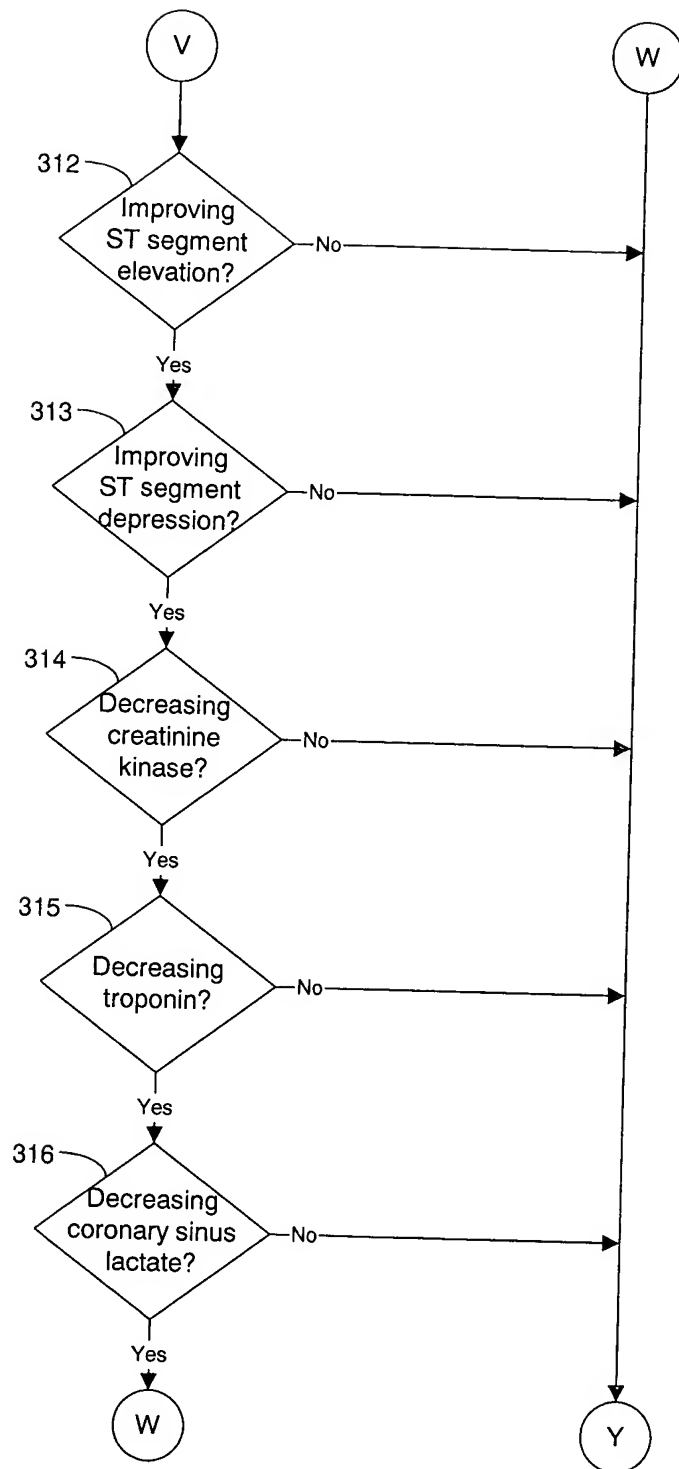 V
W
312
Improving
ST segment
elevation?
No
Yes
313
Improving
ST segment
depression?
No
Yes
314
Decreasing
creatinine
kinase?
No
Yes
315
Decreasing
troponin?
No
Yes
316
Decreasing
coronary sinus
lactate?
No
Yes
W
Y